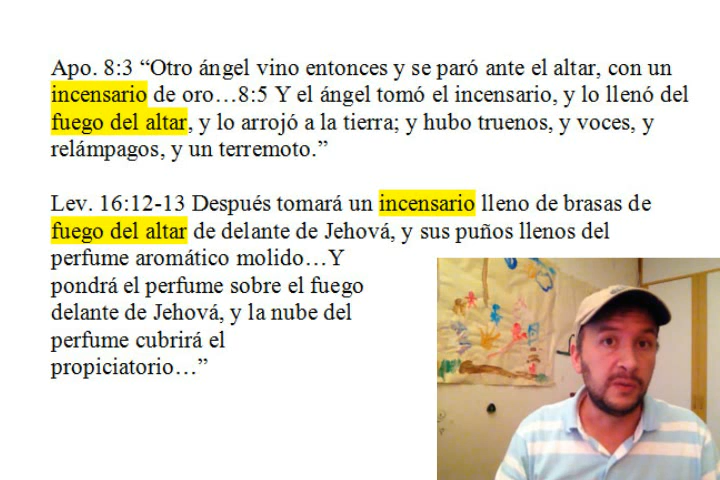 Apo. 8:3 “Otro ángel vino entonces y se paró ante el altar, con un
incensario de oro…8:5 Y el ángel tomó el incensario, y lo llenó del
fuego del altar, y lo arrojó a la tierra; y hubo truenos, y voces, y
relámpagos, y un terremoto.”
Lev. 16:12-13 Después tomará un incensario lleno de brasas de
fuego del altar de delante de Jehová, y sus puños llenos del
perfume aromático molido…Y
pondrá el perfume sobre el fuego
delante de Jehová, y la nube del
perfume cubrirá el
propiciatorio…”